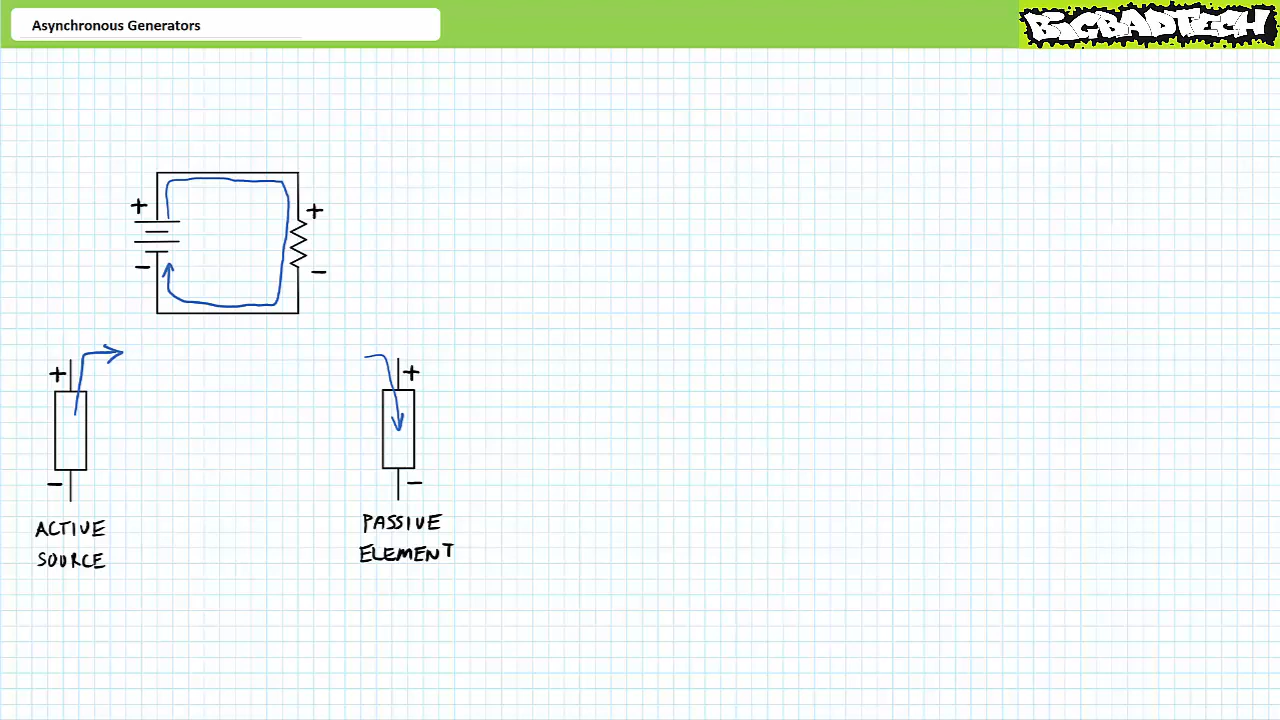 Asynchronous Generators
BIGBADTECH
+
+
-
-
+
+
-
-
ACTIVE
SOURCE
PASSIVE
ELEMENT